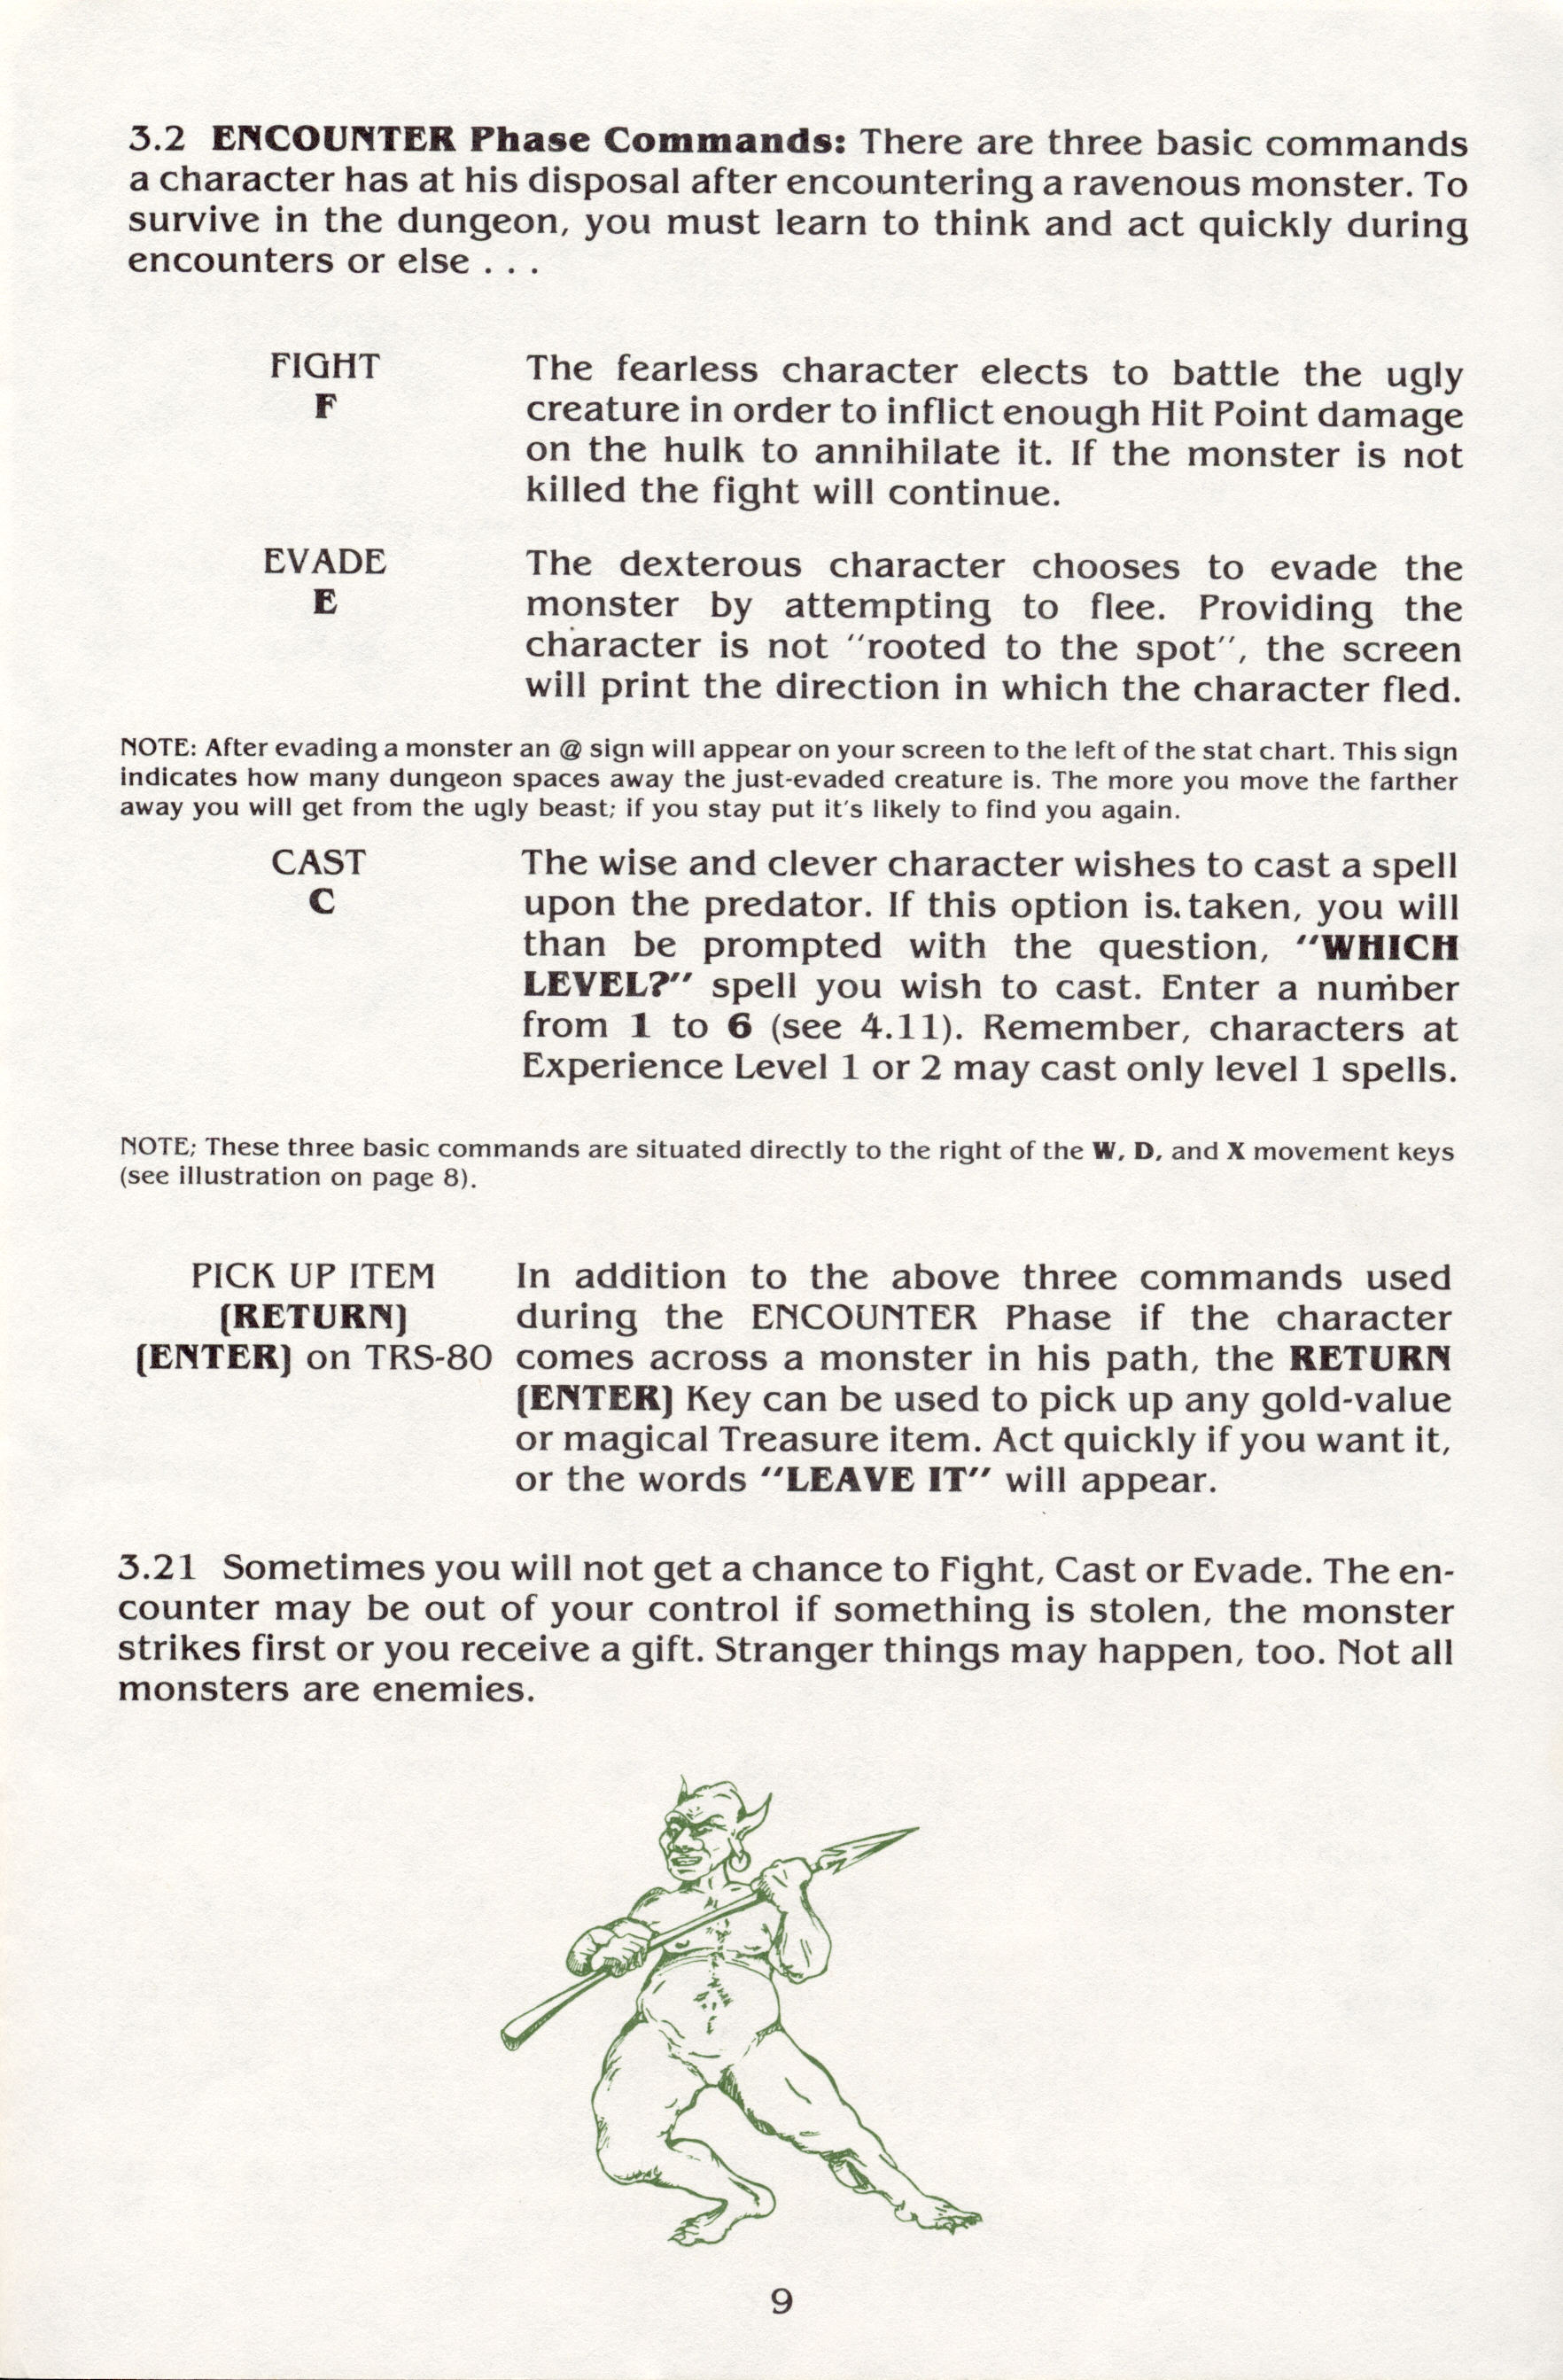 3.2 ENCOUNTER Phase Commands: There are three basic commands
a character has at his disposal after encountering a ravenous monster. To
survive in the dungeon, you must learn to think and act quickly during
encounters or else . . .
FIGHT
F
The fearless character elects to battle the ugly
creature in order to inflict enough Hit Point damage
on the hulk to annihilate it. If the monster is not
killed the fight will continue.
EVADE
E
The dexterous character chooses to evade the
monster by attempting to flee. Providing the
character is not "rooted to the spot", the screen
will print the direction in which the character fled.
NOTE: After evading a monster an @ sign will appear on your screen to the left of the stat chart. This sign
indicates how many dungeon spaces away the just-evaded creature is. The more you move the farther
away you will get from the ugly beast; if you stay put it's likely to find you again.
CAST
C
The wise and clever character wishes to cast a spell
upon the predator. If this option is taken, you will
than be prompted with the question, "WHICH
LEVEL?" spell you wish to cast. Enter a number
from 1 to 6 (see 4.11). Remember, characters at
Experience Level 1 or 2 may cast only level 1 spells.
NOTE; These three basic commands are situated directly to the right of the W, D, and X movement keys
(see illustration on page 8).
PICK UP ITEM
(RETURN)
(ENTER) on TRS-80
In addition to the above three commands used
during the ENCOUNTER Phase if the character
comes across a monster in his path, the RETURN
(ENTER) Key can be used to pick up any gold-value
or magical Treasure item. Act quickly if you want it,
or the words "LEAVE IT" will appear.
3.21 Sometimes you will not get a chance to Fight, Cast or Evade. The en-
counter may be out of your control if something is stolen, the monster
strikes first or you receive a gift. Stranger things may happen, too. Not all
monsters are enemies.
9